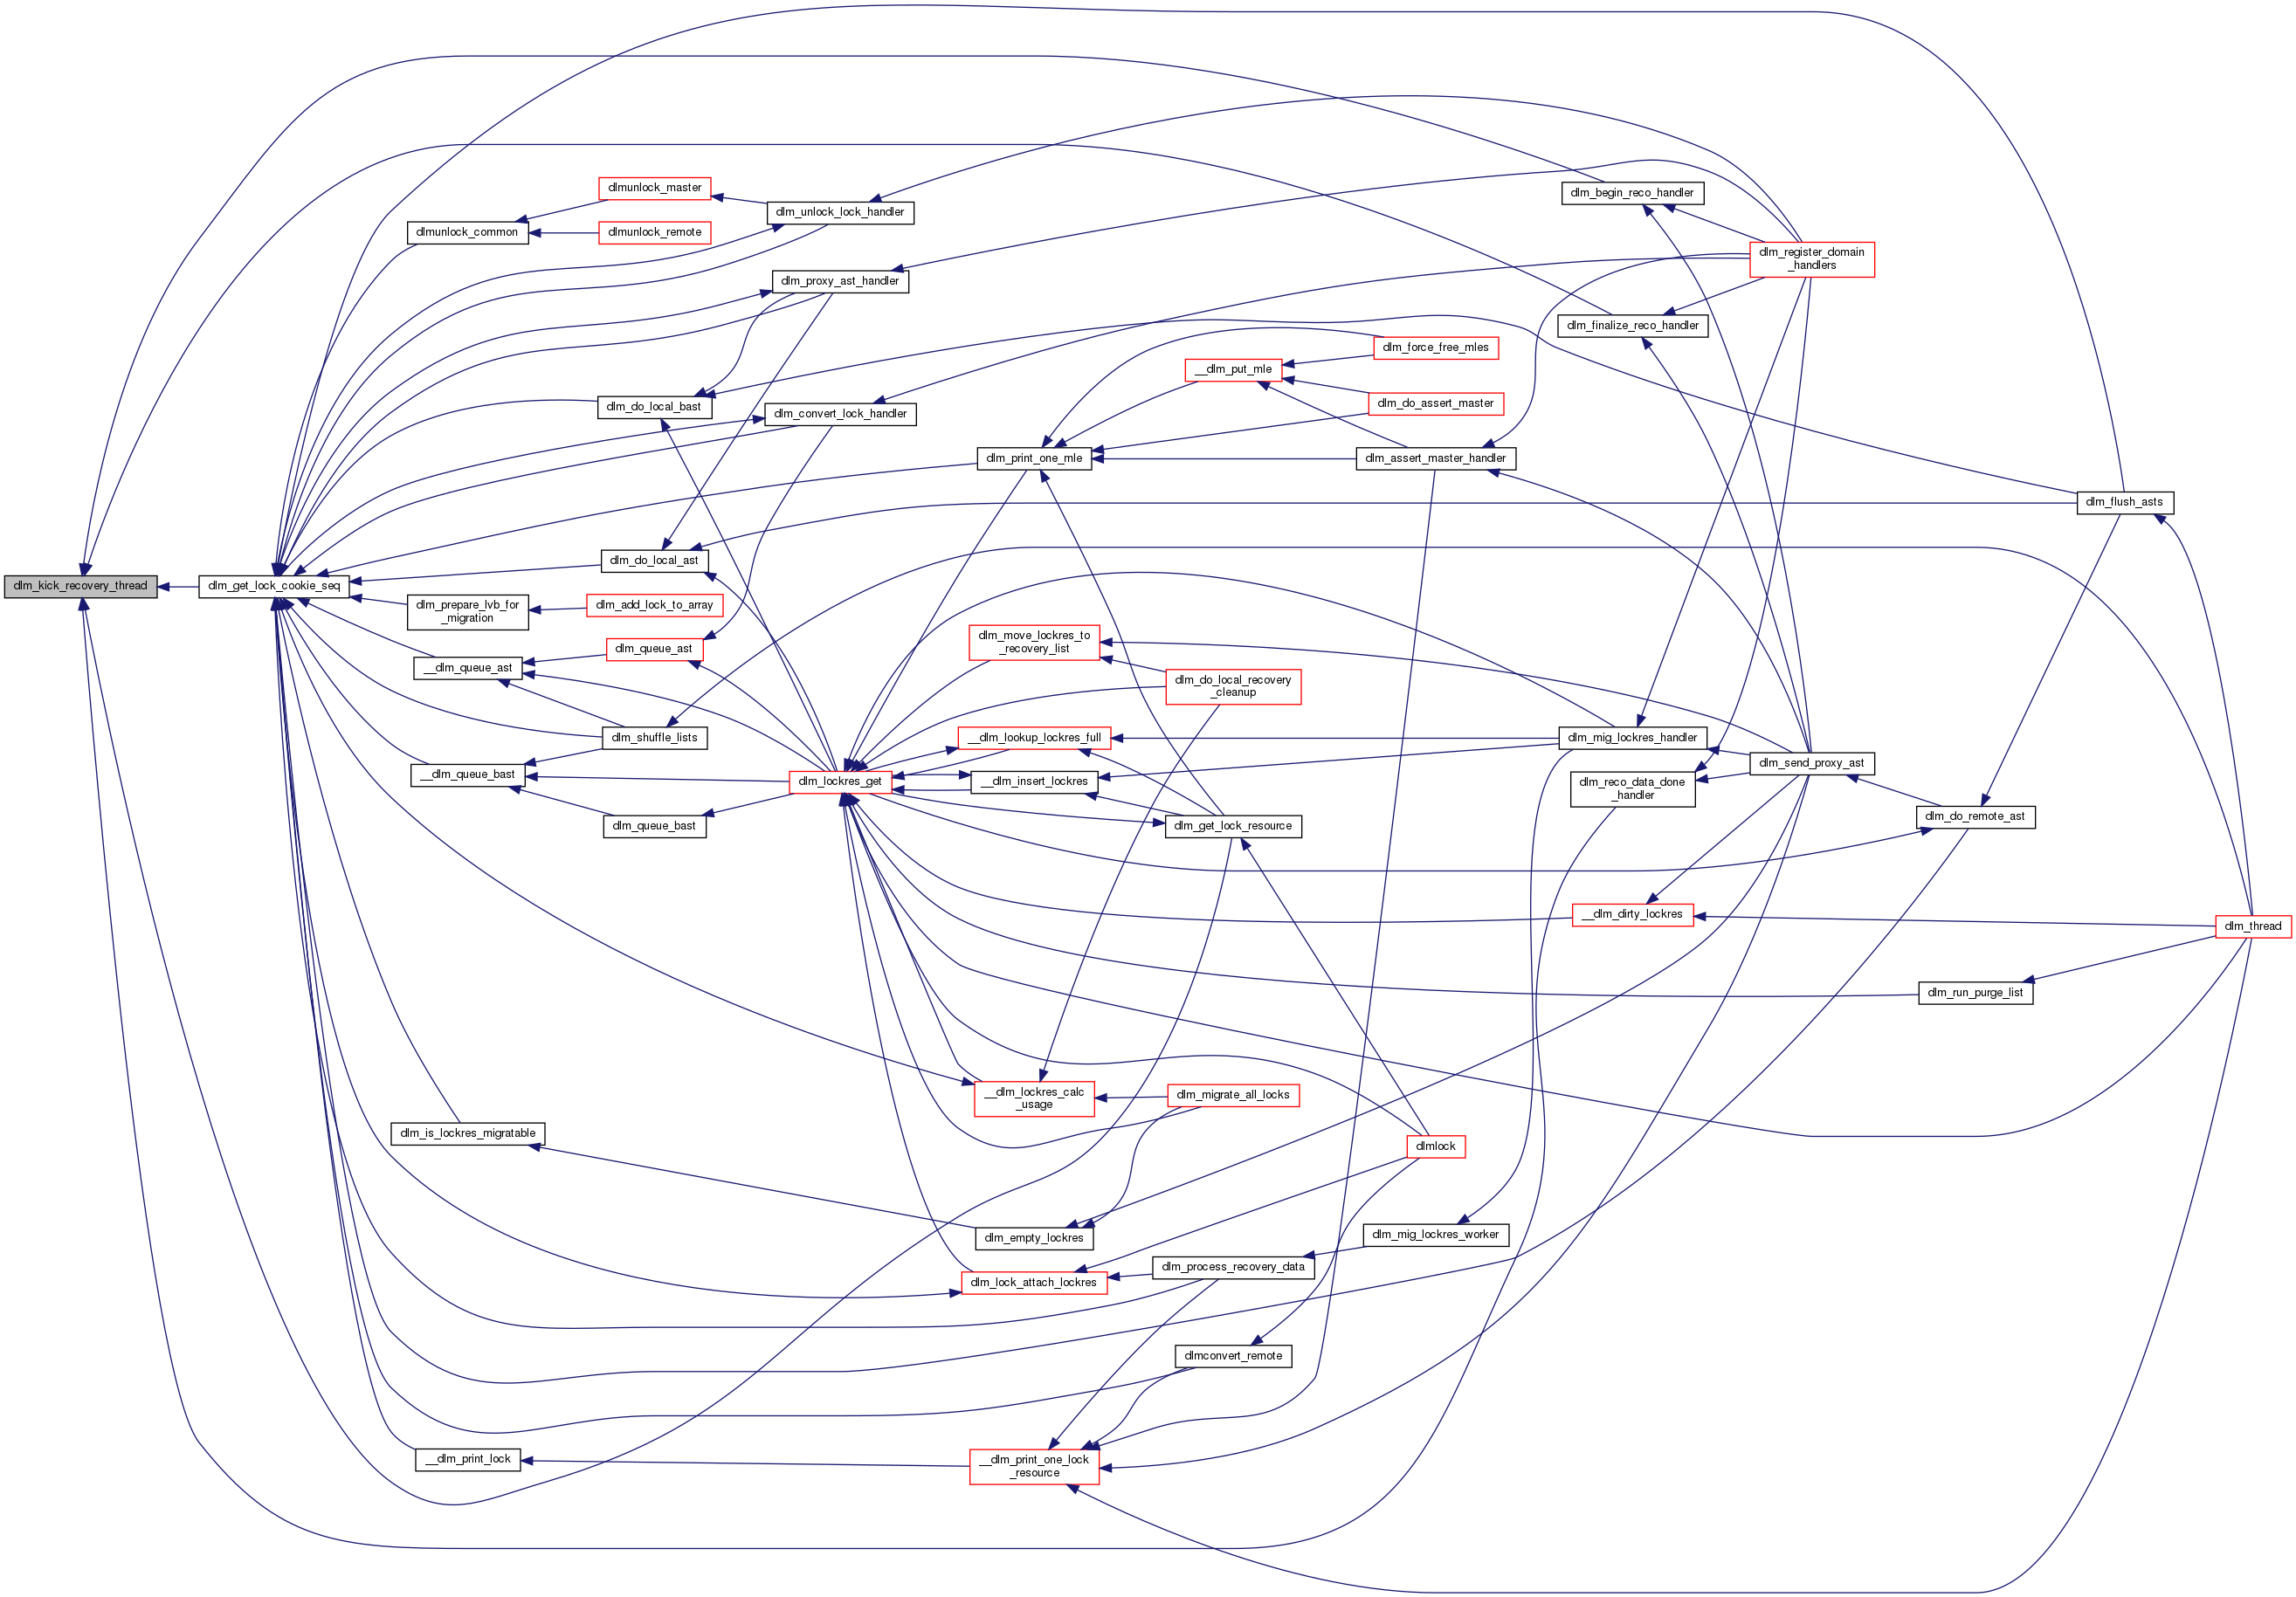 dlm_begin_reco_handler
dlmunlock_master
dlm_unlock_lock_handler
dlmunlock_common
dlmunlock_remote
dlm_register_domain
_handlers
dlm_proxy_ast_handler
dlm_finalize_reco_handler
dlm_force_free_mles
__dlm_put_mle
dlm_do_assert_master
dlm_do_local_bast
dlm_convert_lock_handler
dlm_print_one_mle
dlm_assert_master_handler
dlm_flush_asts
dlm_do_local_ast
dlm_kick_recovery_thread
dlm_get_lock_cookie_seq
dlm_prepare_lvb_for
_migration
dlm_add_lock_to_array
dlm_move_lockres_to
_recovery_list
dlm_queue_ast
__dlm_queue_ast
dlm_do_local_recovery
_cleanup
dlm_shuffle_lists
__dlm_lookup_lockres_full
dlm_mig_lockres_handler
dlm_send_proxy_ast
__dlm_queue_bast
dlm_lockres_get
__dlm_insert_lockres
dlm_reco_data_done
_handler
dlm_queue_bast
dlm_get_lock_resource
dlm_do_remote_ast
__dlm_dirty_lockres
dlm_thread
dlm_run_purge_list
__dlm_lockres_calc
_usage
dlm_migrate_all_locks
dlm_is_lockres_migratable
dlmlock
dlm_empty_lockres
dlm_mig_lockres_worker
dlm_process_recovery_data
dlm_lock_attach_lockres
dlmconvert_remote
__dlm_print_lock
__dlm_print_one_lock
_resource